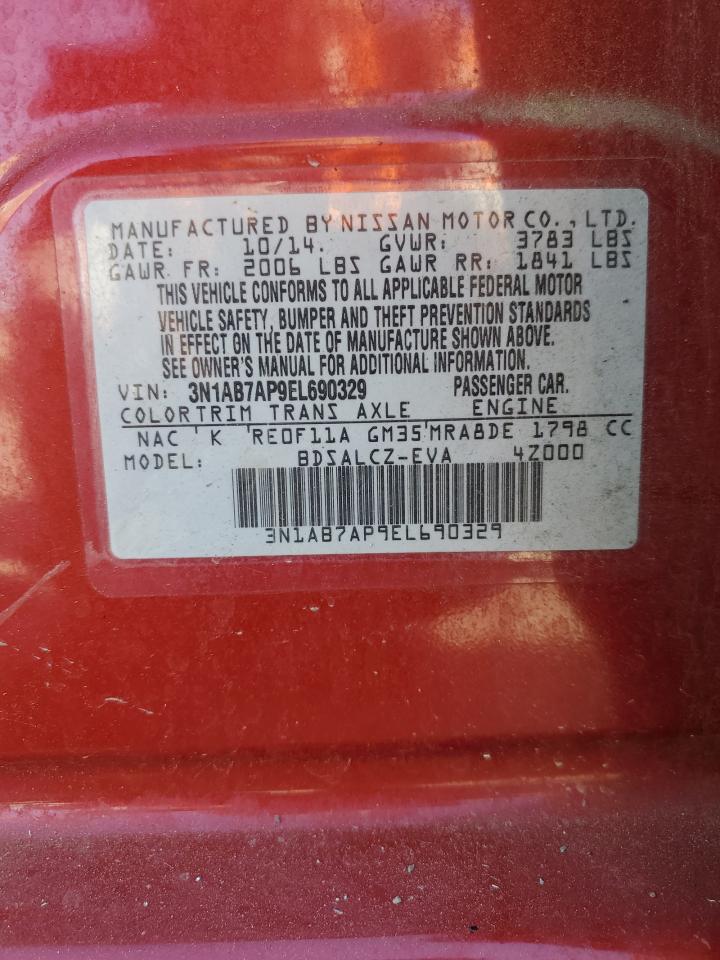 MANUFACTURED BY NISSAN MOTOR CO., LTD.
DATE: 10/14. GVWR: 3783 LBS
GAWR FR: 2006 LBS GAWR RR: 1841 LBS
THIS VEHICLE CONFORMS TO ALL APPLICABLE FEDERAL MOTOR
VEHICLE SAFETY, BUMPER AND THEFT PREVENTION STANDARDS
IN EFFECT ON THE DATE OF MANUFACTURE SHOWN ABOVE.
SEE OWNER'S MANUAL FOR ADDITIONAL INFORMATION.
VIN: 3N1AB7AP9EL690329 PASSENGER CAR.
COLORTRIM TRANS AXLE ENGINE
NAC K RE0F11A GM35 MRA8DE 1798 CC
MODEL: BDSALCZ-EVA 4Z000
3N1AB7AP9EL690329